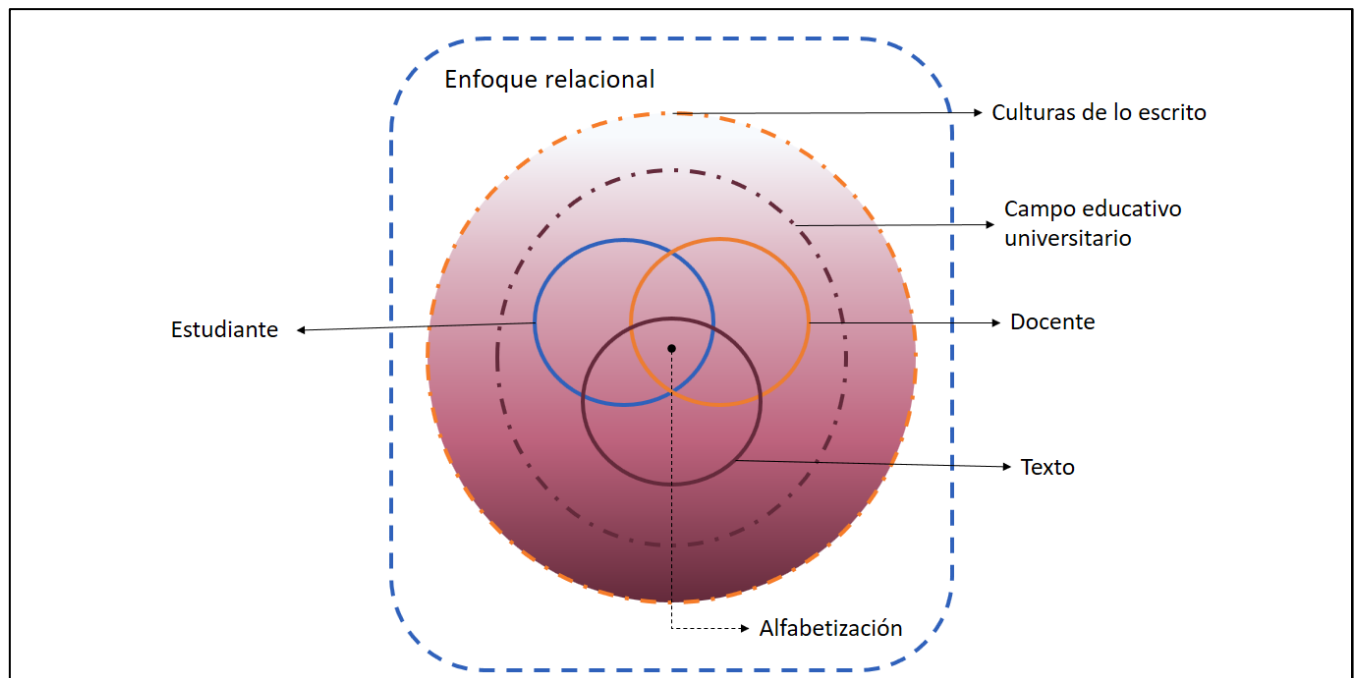 Enfoque relacional
Culturas de lo escrito
Campo educativo
universitario
Estudiante
Docente
Texto
Alfabetización